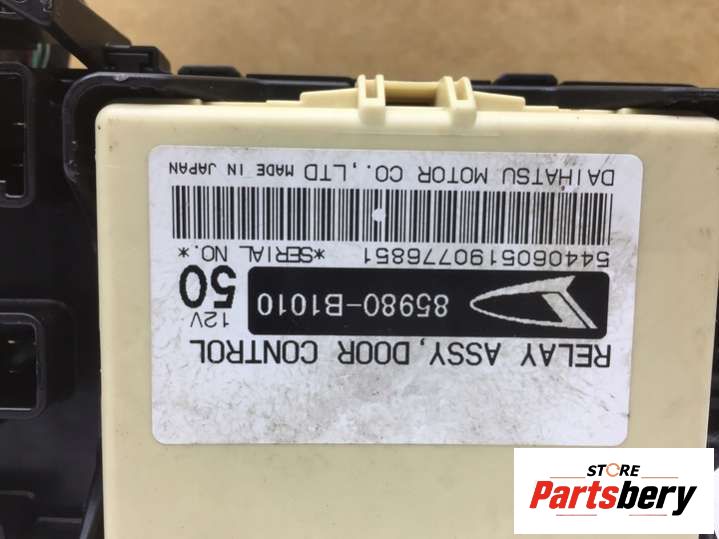 RELAY ASSY, DOOR CONTROL
85980-B1010
12V
50
5440605190776851 *SERIAL NO.*
DAIHATSU MOTOR CO., LTD MADE IN JAPAN
STORE
Partsbery